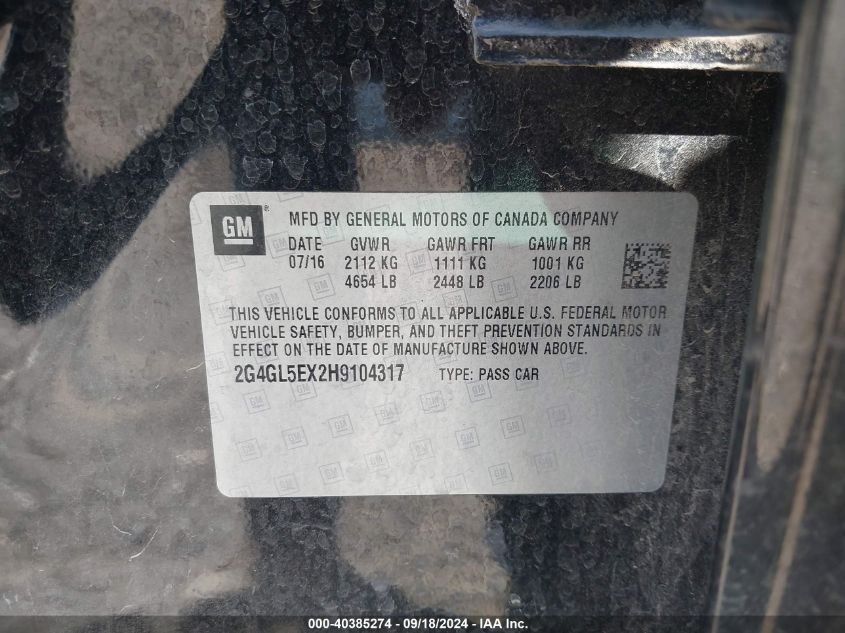 GM ®
MFD BY GENERAL MOTORS OF CANADA COMPANY
DATE GVWR GAWR FRT GAWR RR
07/16 2112 KG 1111 KG 1001 KG
4654 LB 2448 LB 2206 LB
THIS VEHICLE CONFORMS TO ALL APPLICABLE U.S. FEDERAL MOTOR
VEHICLE SAFETY, BUMPER, AND THEFT PREVENTION STANDARDS IN
EFFECT ON THE DATE OF MANUFACTURE SHOWN ABOVE.
2G4GL5EX2H9104317 TYPE: PASS CAR
000-40385274 - 09/18/2024 - IAA Inc.